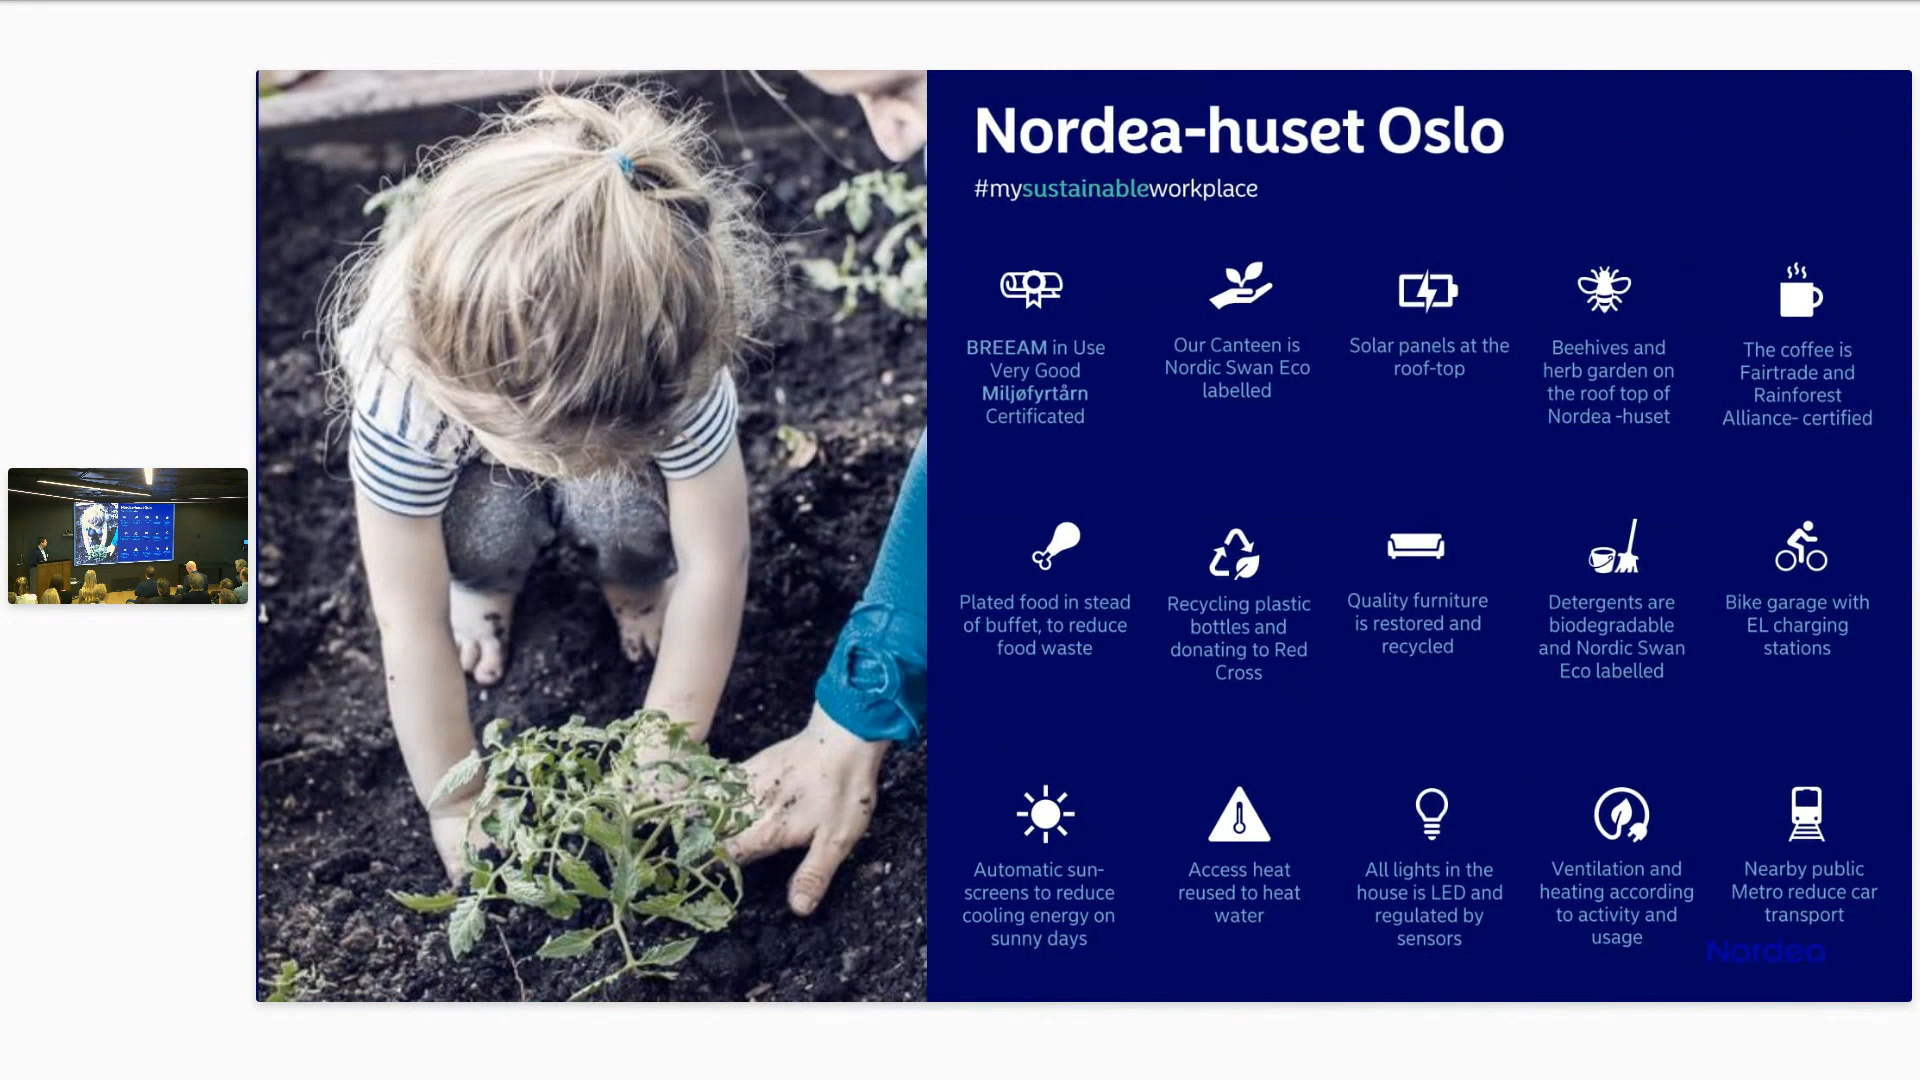 Nordea-huset Oslo
#mysustainableworkplace
BREEAM in Use
Very Good
Miljøfyrtårn
Certificated
Our Canteen is
Nordic Swan Eco
labelled
Solar panels at the
roof-top
Beehives and
herb garden on
the roof top of
Nordea -huset
The coffee is
Fairtrade and
Rainforest
Alliance- certified
Plated food in stead
of buffet, to reduce
food waste
Recycling plastic
bottles and
donating to Red
Cross
Quality furniture
is restored and
recycled
Detergents are
biodegradable
and Nordic Swan
Eco labelled
Bike garage with
EL charging
stations
Automatic sun-
screens to reduce
cooling energy on
sunny days
Access heat
reused to heat
water
All lights in the
house is LED and
regulated by
sensors
Ventilation and
heating according
to activity and
usage
Nearby public
Metro reduce car
transport
Nordea
Nordea-huset Oslo